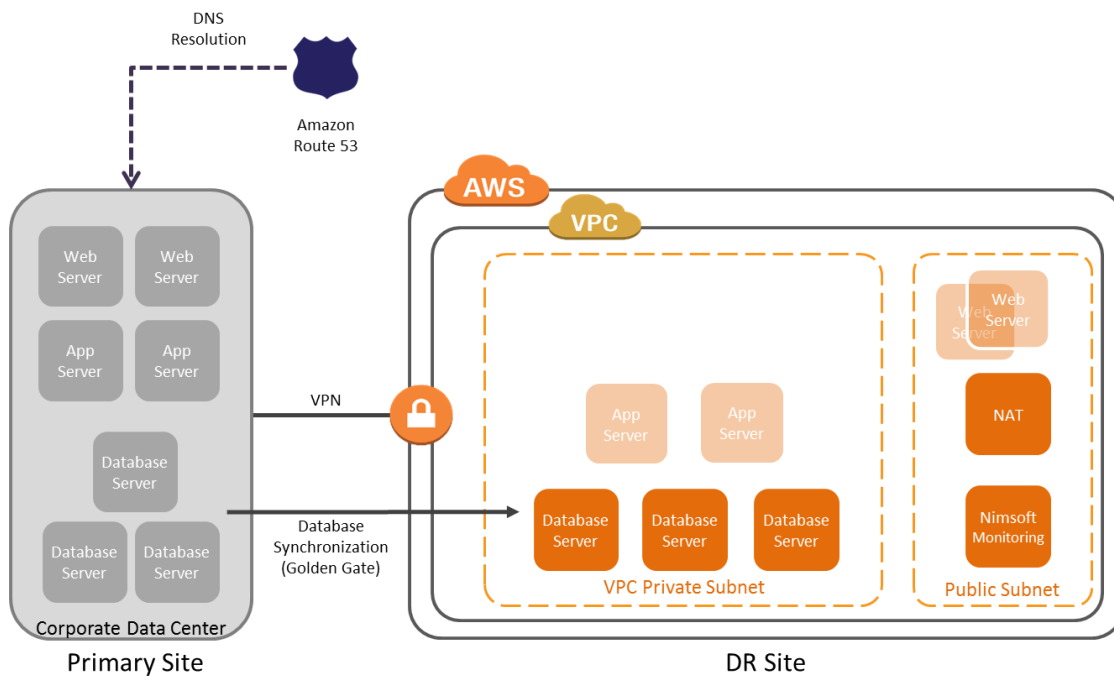 DNS
Resolution
Amazon
Route 53
AWS
VPC
Web
Server
Web
Server
App
Server
App
Server
Database
Server
Database
Server
Database
Server
Corporate Data Center
Primary Site
VPN
Database
Synchronization
(Golden Gate)
App
Server
App
Server
Database
Server
Database
Server
Database
Server
VPC Private Subnet
Web
Server
Web
Server
NAT
Nimsoft
Monitoring
Public Subnet
DR Site